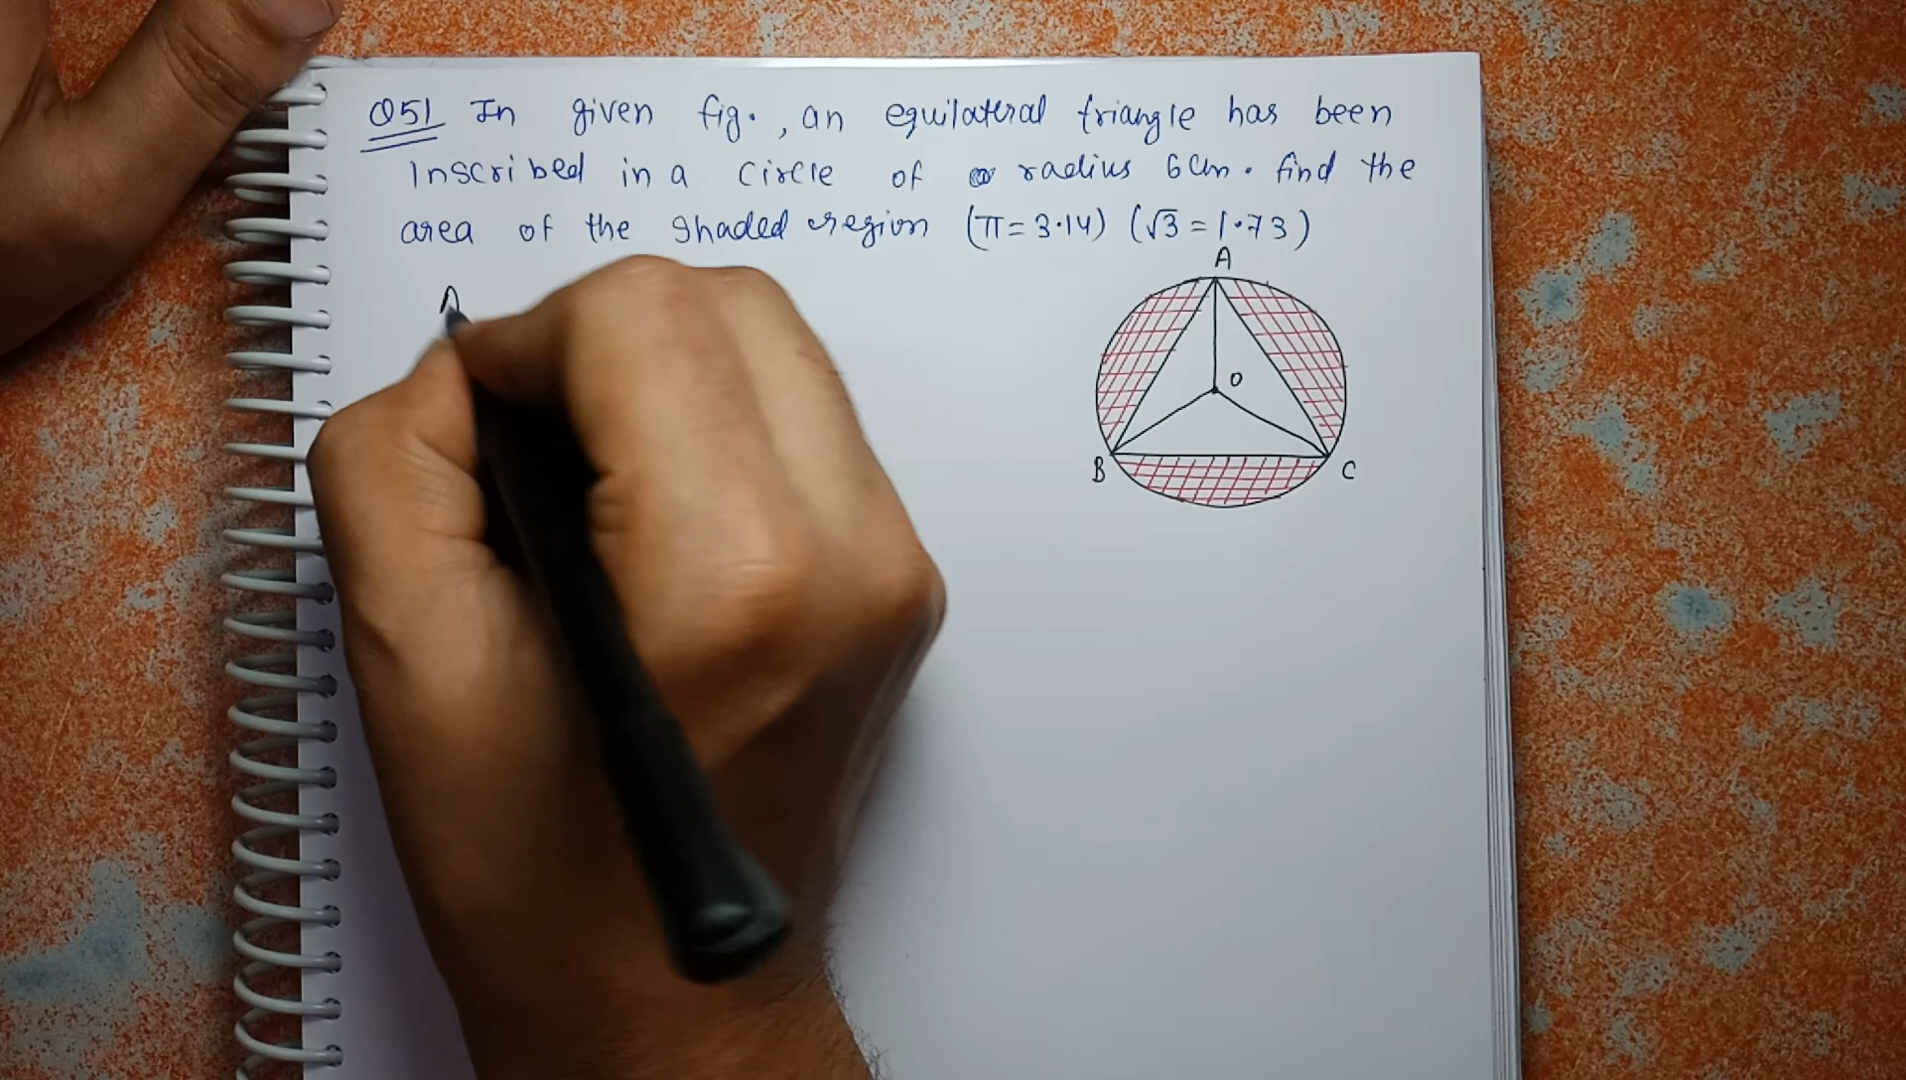 Q51 In given fig., an equilateral triangle has been
Inscribed in a circle of radius 6cm. find the
area of the shaded region (π = 3.14) (√3 = 1.73)
A
A
O
B
C